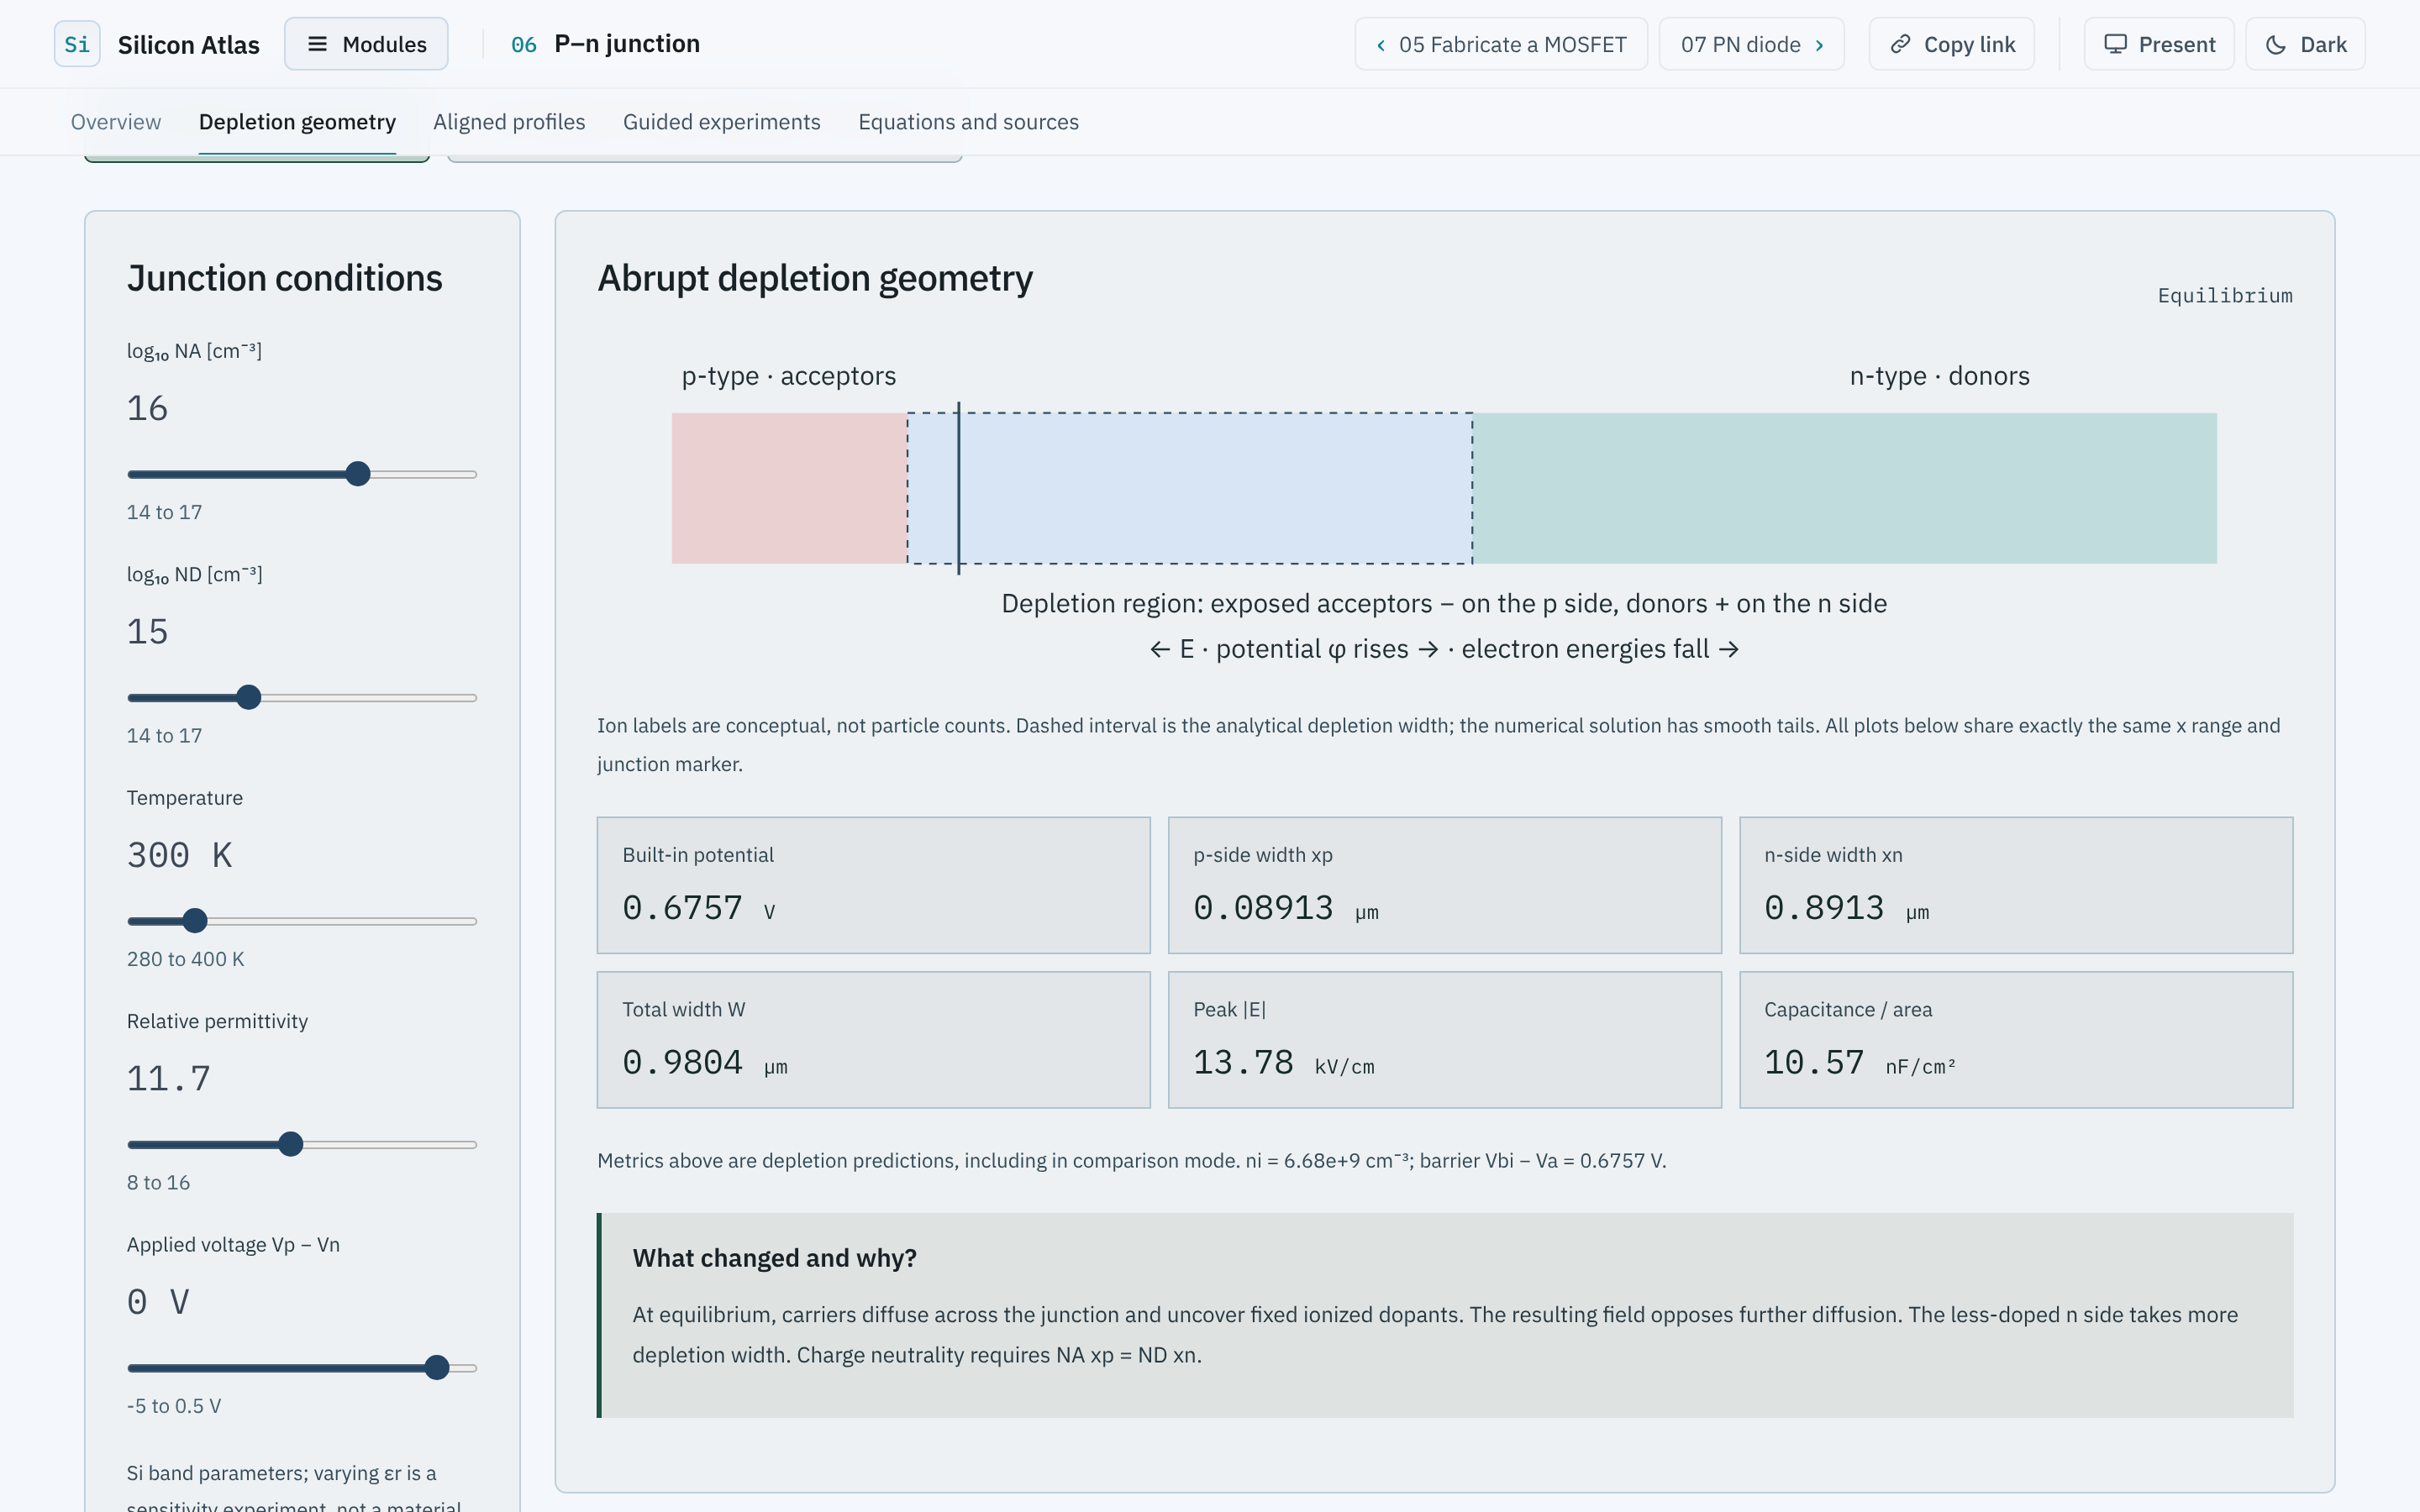 Si Silicon Atlas Modules 06 P–n junction ‹ 05 Fabricate a MOSFET 07 PN diode › Copy link Present Dark
Overview Depletion geometry Aligned profiles Guided experiments Equations and sources
Junction conditions
log₁₀ NA [cm⁻³]
16
14 to 17
log₁₀ ND [cm⁻³]
15
14 to 17
Temperature
300 K
280 to 400 K
Relative permittivity
11.7
8 to 16
Applied voltage Vp − Vn
0 V
-5 to 0.5 V
Si band parameters; varying εr is a
sensitivity experiment, not a material
Abrupt depletion geometry
Equilibrium
p-type · acceptors
n-type · donors
Depletion region: exposed acceptors − on the p side, donors + on the n side
← E · potential φ rises → · electron energies fall →
Ion labels are conceptual, not particle counts. Dashed interval is the analytical depletion width; the numerical solution has smooth tails. All plots below share exactly the same x range and
junction marker.
Built-in potential
0.6757 V
p-side width xp
0.08913 µm
n-side width xn
0.8913 µm
Total width W
0.9804 µm
Peak |E|
13.78 kV/cm
Capacitance / area
10.57 nF/cm²
Metrics above are depletion predictions, including in comparison mode. ni = 6.68e+9 cm⁻³; barrier Vbi − Va = 0.6757 V.
What changed and why?
At equilibrium, carriers diffuse across the junction and uncover fixed ionized dopants. The resulting field opposes further diffusion. The less-doped n side takes more
depletion width. Charge neutrality requires NA xp = ND xn.